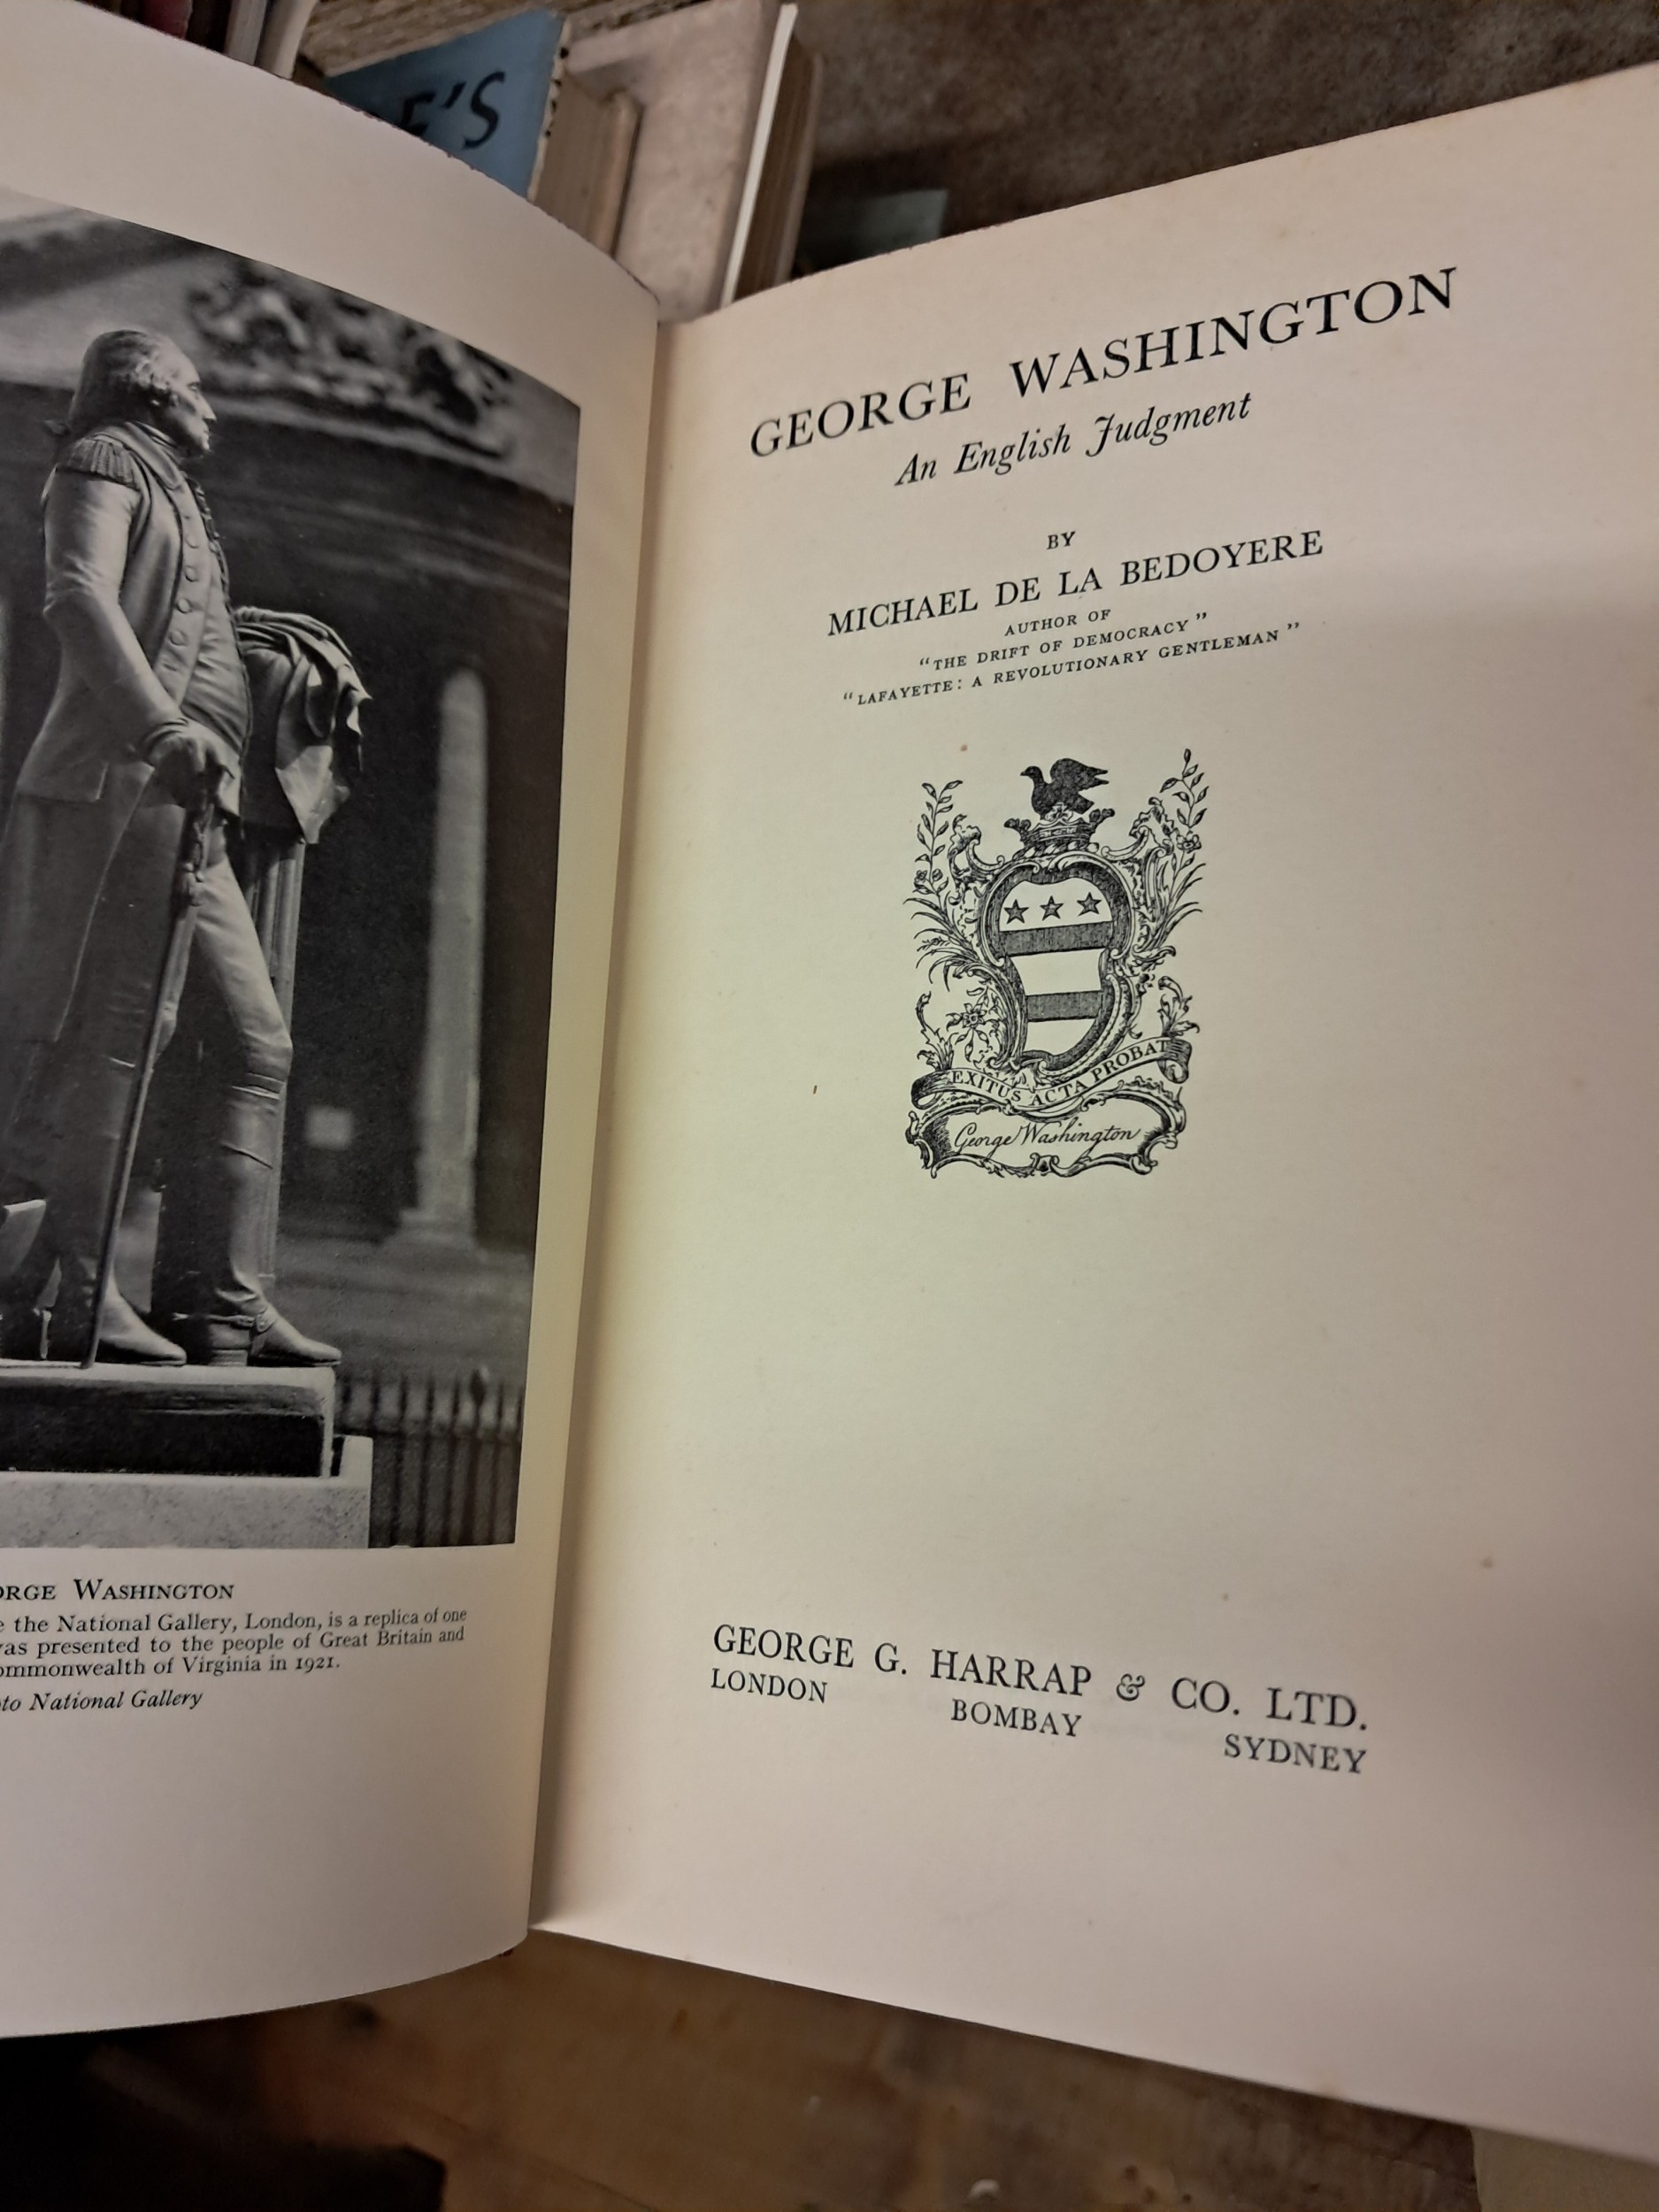 E'S
ORGE WASHINGTON
e the National Gallery, London, is a replica of one
was presented to the people of Great Britain and
ommonwealth of Virginia in 1921.
to National Gallery
GEORGE WASHINGTON
An English Judgment
BY
MICHAEL DE LA BEDOYERE
AUTHOR OF
"THE DRIFT OF DEMOCRACY"
"LAFAYETTE: A REVOLUTIONARY GENTLEMAN"
EXITUS ACTA PROBAT
George Washington
GEORGE G. HARRAP & CO. LTD.
LONDON BOMBAY SYDNEY